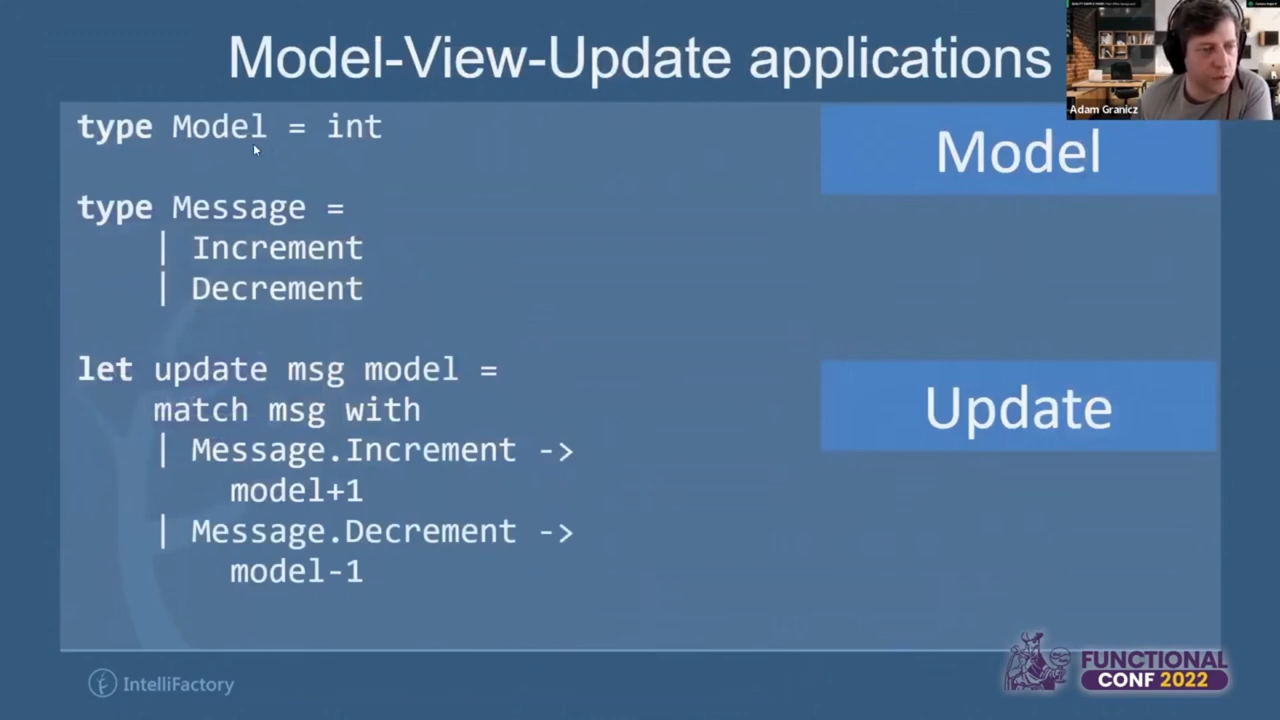 Model-View-Update applications
Adam Granicz
type Model = int
Model
type Message =
| Increment
| Decrement
let update msg model =
match msg with
Update
| Message.Increment ->
model+1
| Message.Decrement ->
model-1
IntelliFactory
FUNCTIONAL
CONF 2022